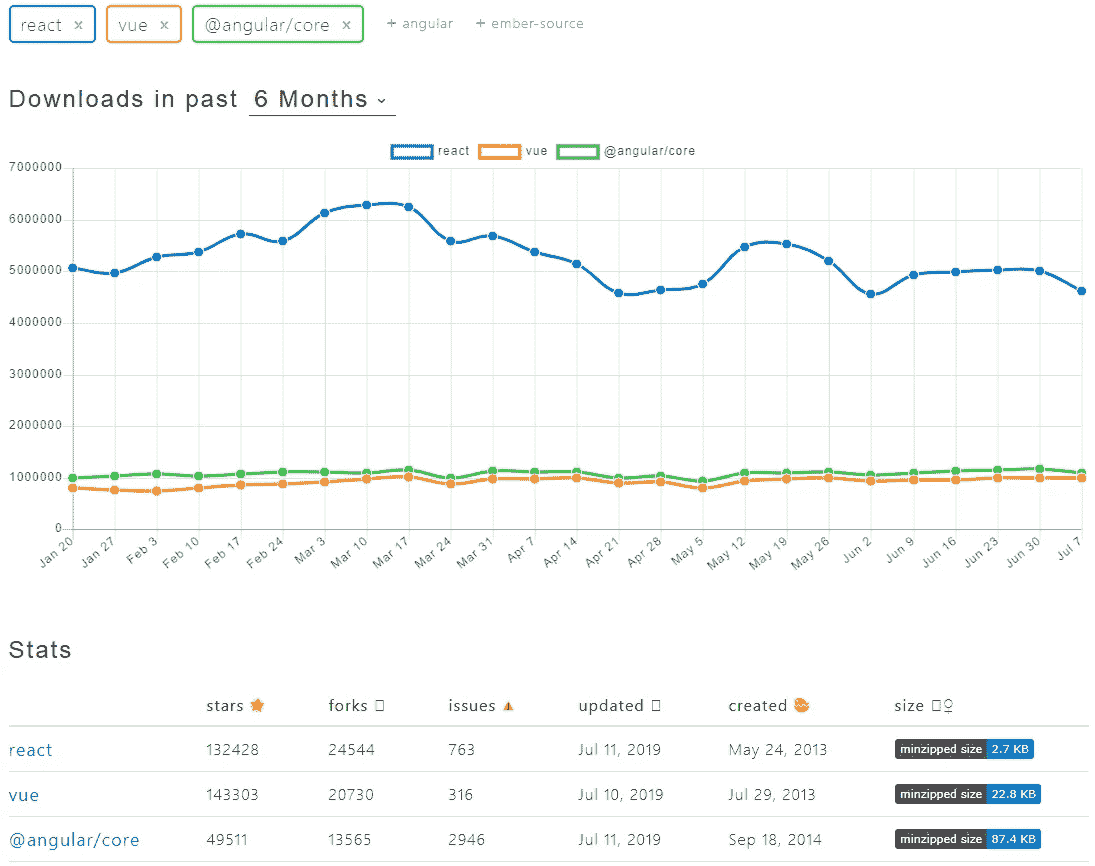 react × vue × @angular/core × + angular + ember-source
Downloads in past 6 Months
react vue @angular/core
7000000
6000000
5000000
4000000
3000000
2000000
1000000
0
Jan 20 Jan 27 Feb 3 Feb 10 Feb 17 Feb 24 Mar 3 Mar 10 Mar 17 Mar 24 Mar 31 Apr 7 Apr 14 Apr 21 Apr 28 May 5 May 12 May 19 May 26 Jun 2 Jun 9 Jun 16 Jun 23 Jun 30 Jul 7
Stats
stars forks issues updated created size
react 132428 24544 763 Jul 11, 2019 May 24, 2013 minzipped size 2.7 KB
vue 143303 20730 316 Jul 10, 2019 Jul 29, 2013 minzipped size 22.8 KB
@angular/core 49511 13565 2946 Jul 11, 2019 Sep 18, 2014 minzipped size 87.4 KB